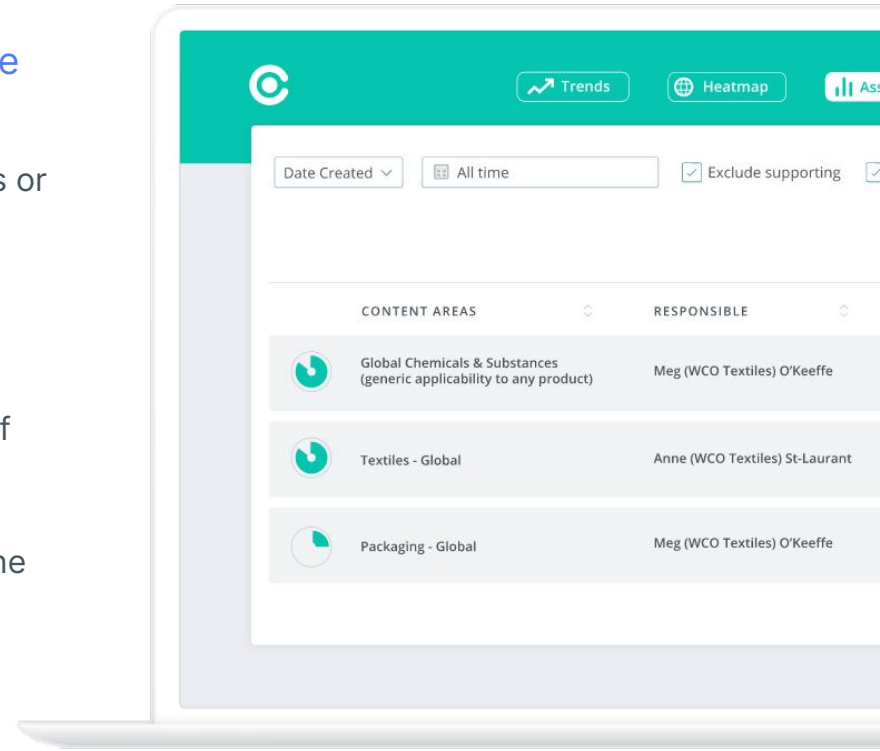 e
s or
f
ne
Trends
Heatmap
Ass
Date Created
All time
Exclude supporting
CONTENT AREAS
RESPONSIBLE
Global Chemicals & Substances
(generic applicability to any product)
Meg (WCO Textiles) O'Keeffe
Textiles - Global
Anne (WCO Textiles) St-Laurant
Packaging - Global
Meg (WCO Textiles) O'Keeffe